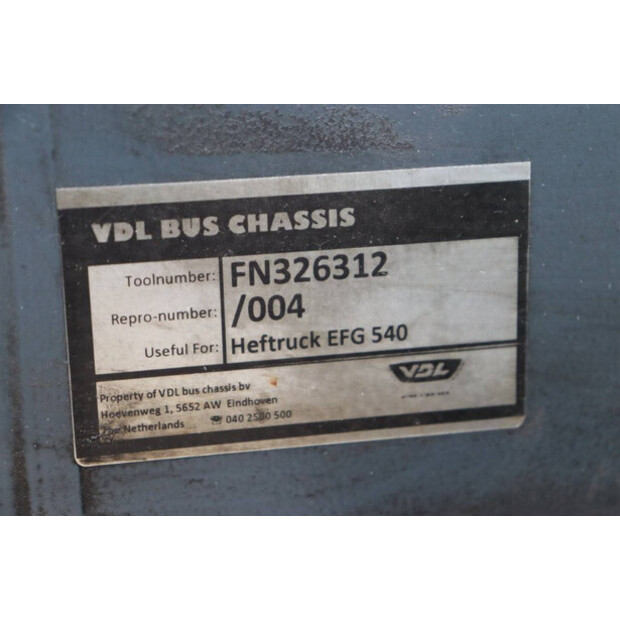 VDL BUS CHASSIS
Toolnumber: FN326312
Repro-number: /004
Useful For: Heftruck EFG 540
Property of VDL bus chassis bv
Hoevenweg 1, 5652 AW Eindhoven
The Netherlands ☎ 040 2500 500
VDL